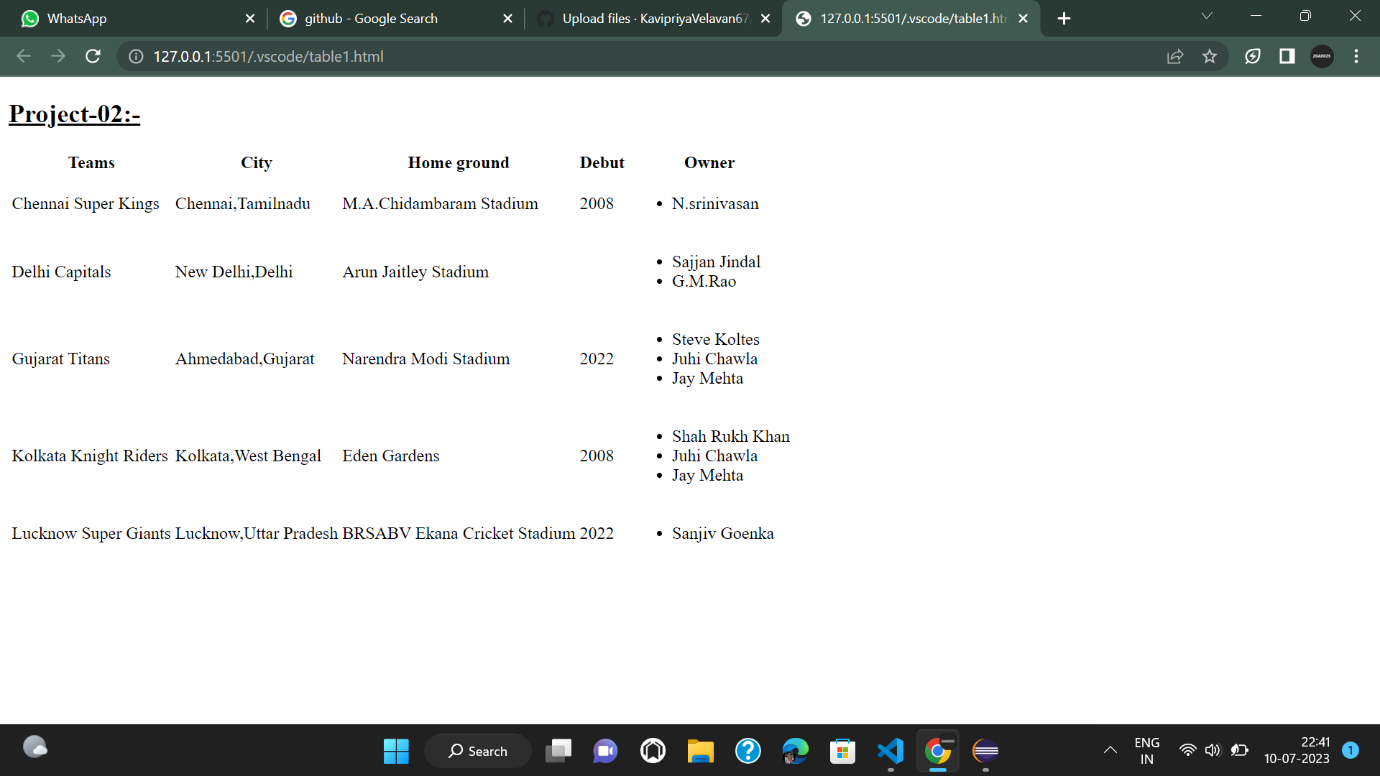 WhatsApp github - Google Search Upload files · KavipriyaVelavan67 127.0.0.1:5501/.vscode/table1.htm
127.0.0.1:5501/.vscode/table1.html
Project-02:-
Teams City Home ground Debut Owner
Chennai Super Kings Chennai,Tamilnadu M.A.Chidambaram Stadium 2008 • N.srinivasan
Delhi Capitals New Delhi,Delhi Arun Jaitley Stadium • Sajjan Jindal
• G.M.Rao
Gujarat Titans Ahmedabad,Gujarat Narendra Modi Stadium 2022 • Steve Koltes
• Juhi Chawla
• Jay Mehta
Kolkata Knight Riders Kolkata,West Bengal Eden Gardens 2008 • Shah Rukh Khan
• Juhi Chawla
• Jay Mehta
Lucknow Super Giants Lucknow,Uttar Pradesh BRSABV Ekana Cricket Stadium 2022 • Sanjiv Goenka
Search
ENG
IN
22:41
10-07-2023
1